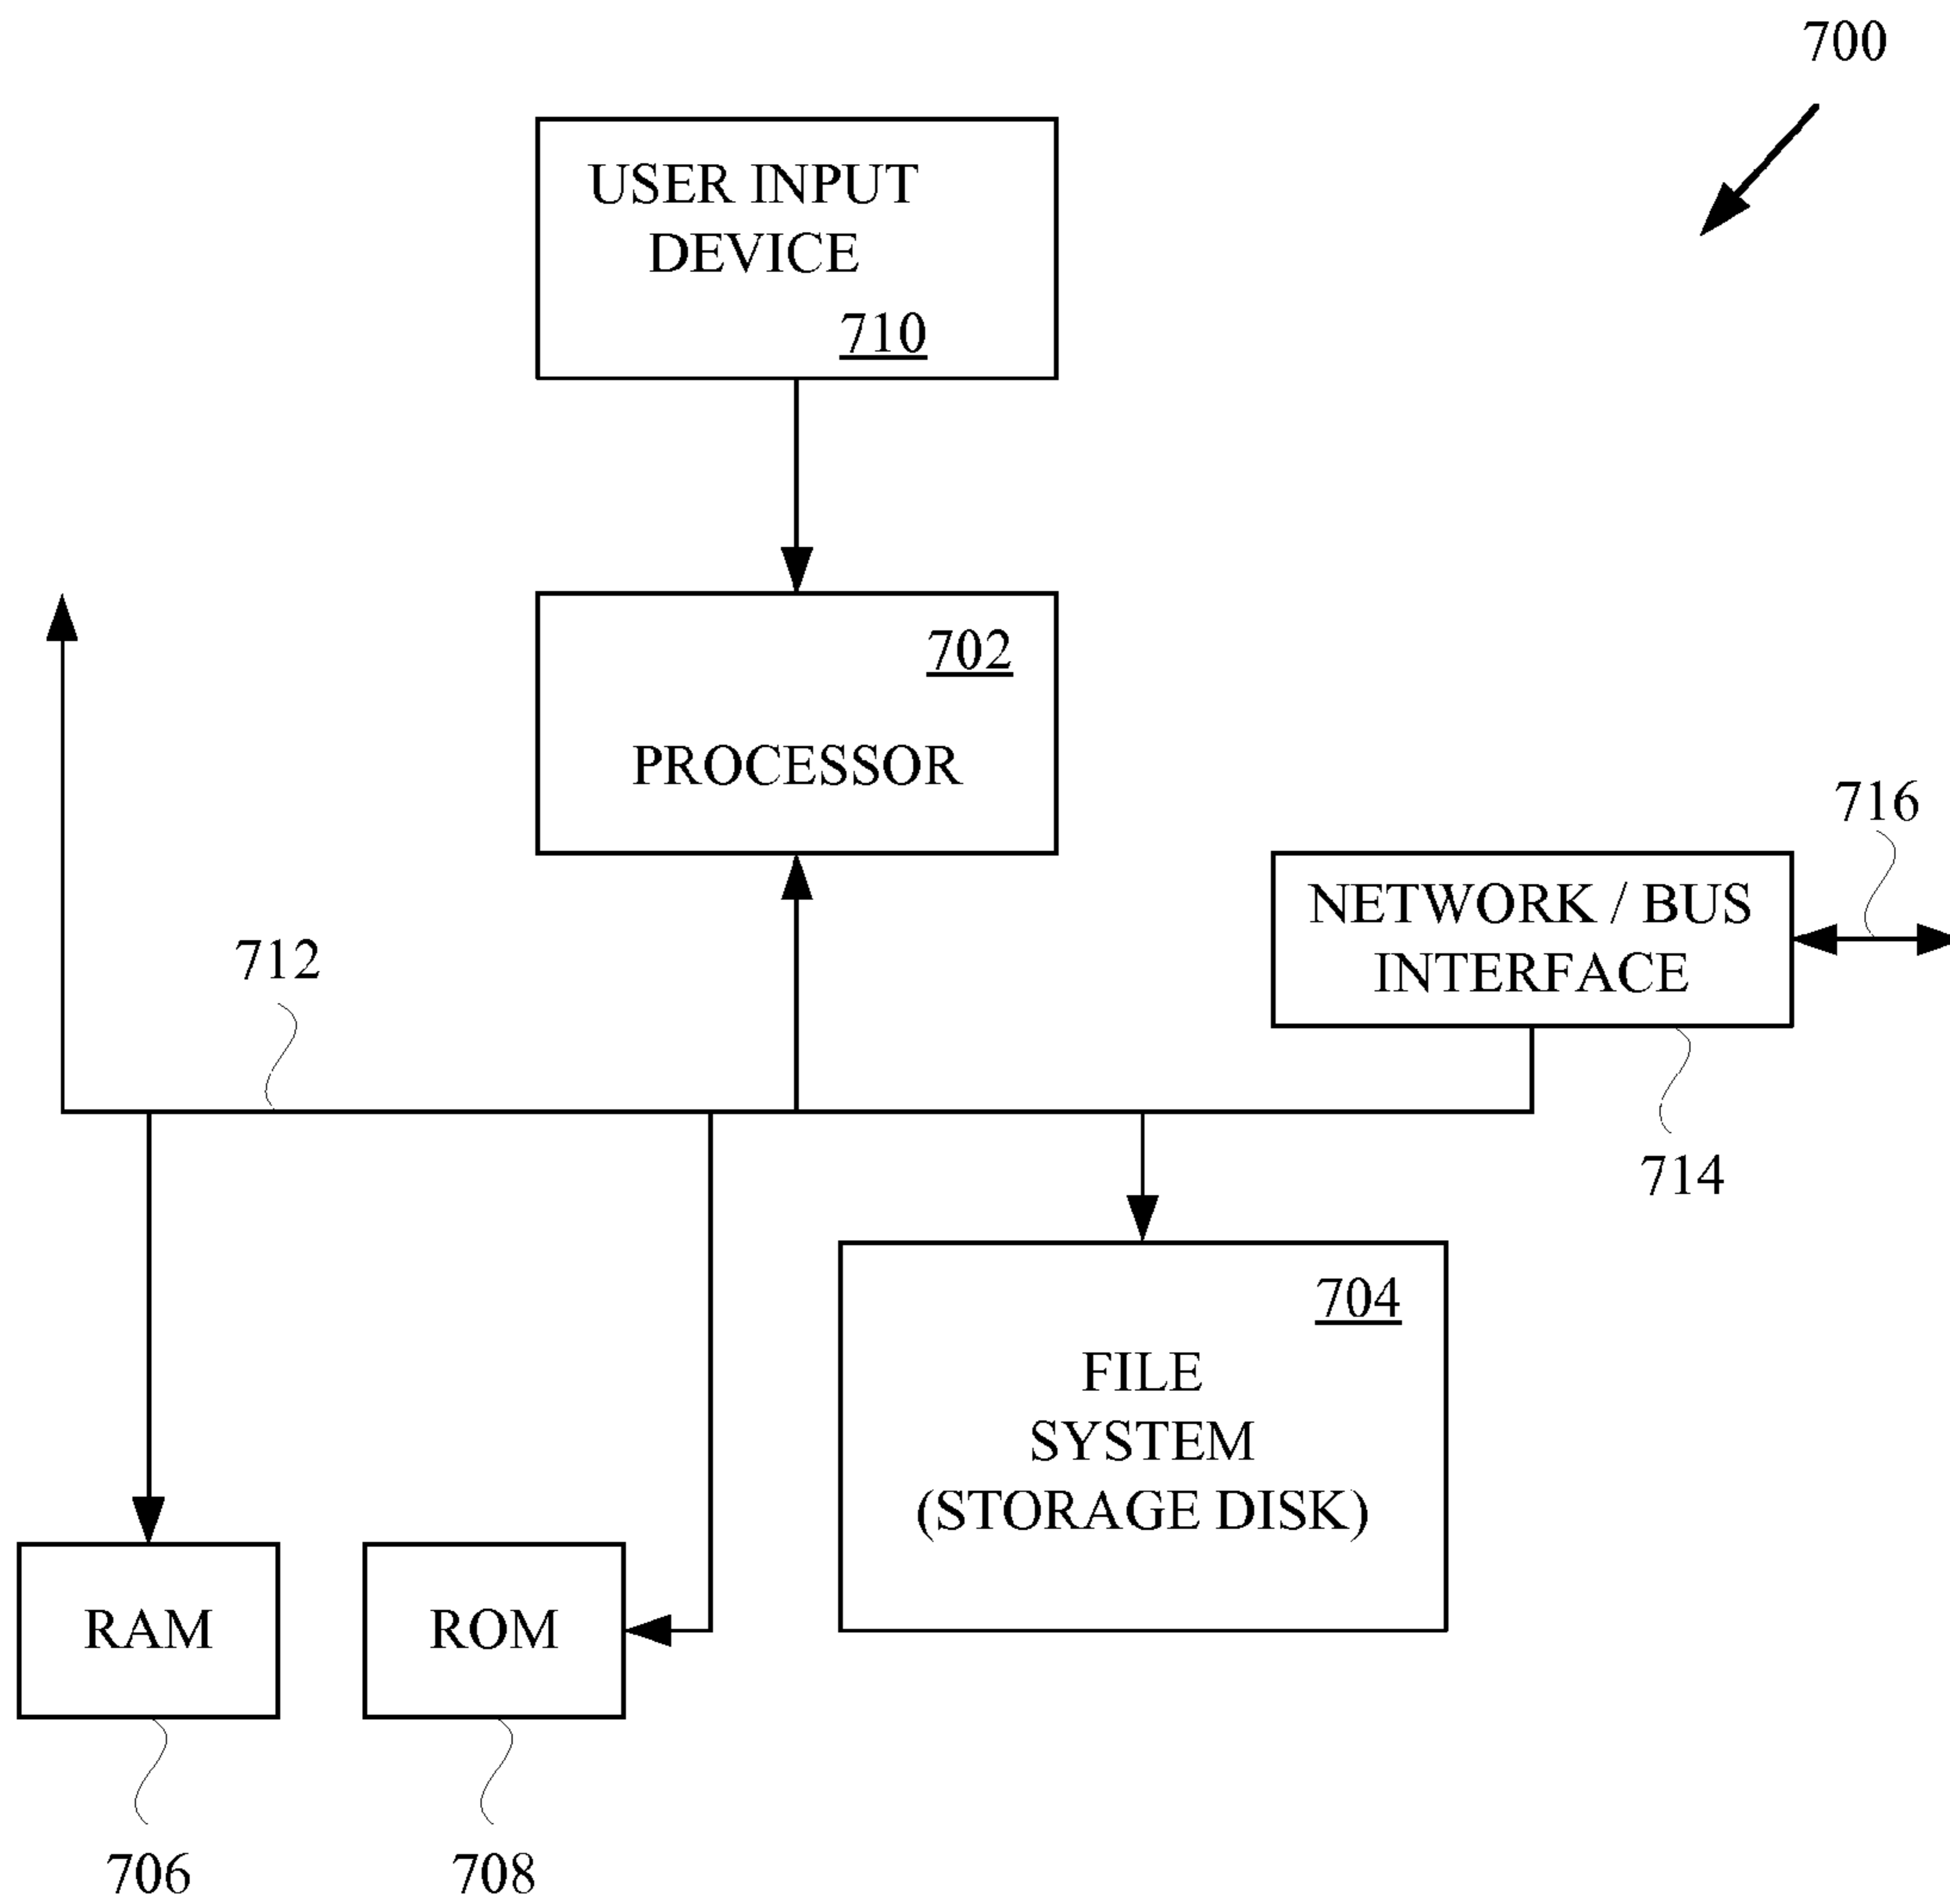 700
USER INPUT
DEVICE
710
702
PROCESSOR
716
NETWORK / BUS
INTERFACE
712
714
704
FILE
SYSTEM
(STORAGE DISK)
RAM
ROM
706
708